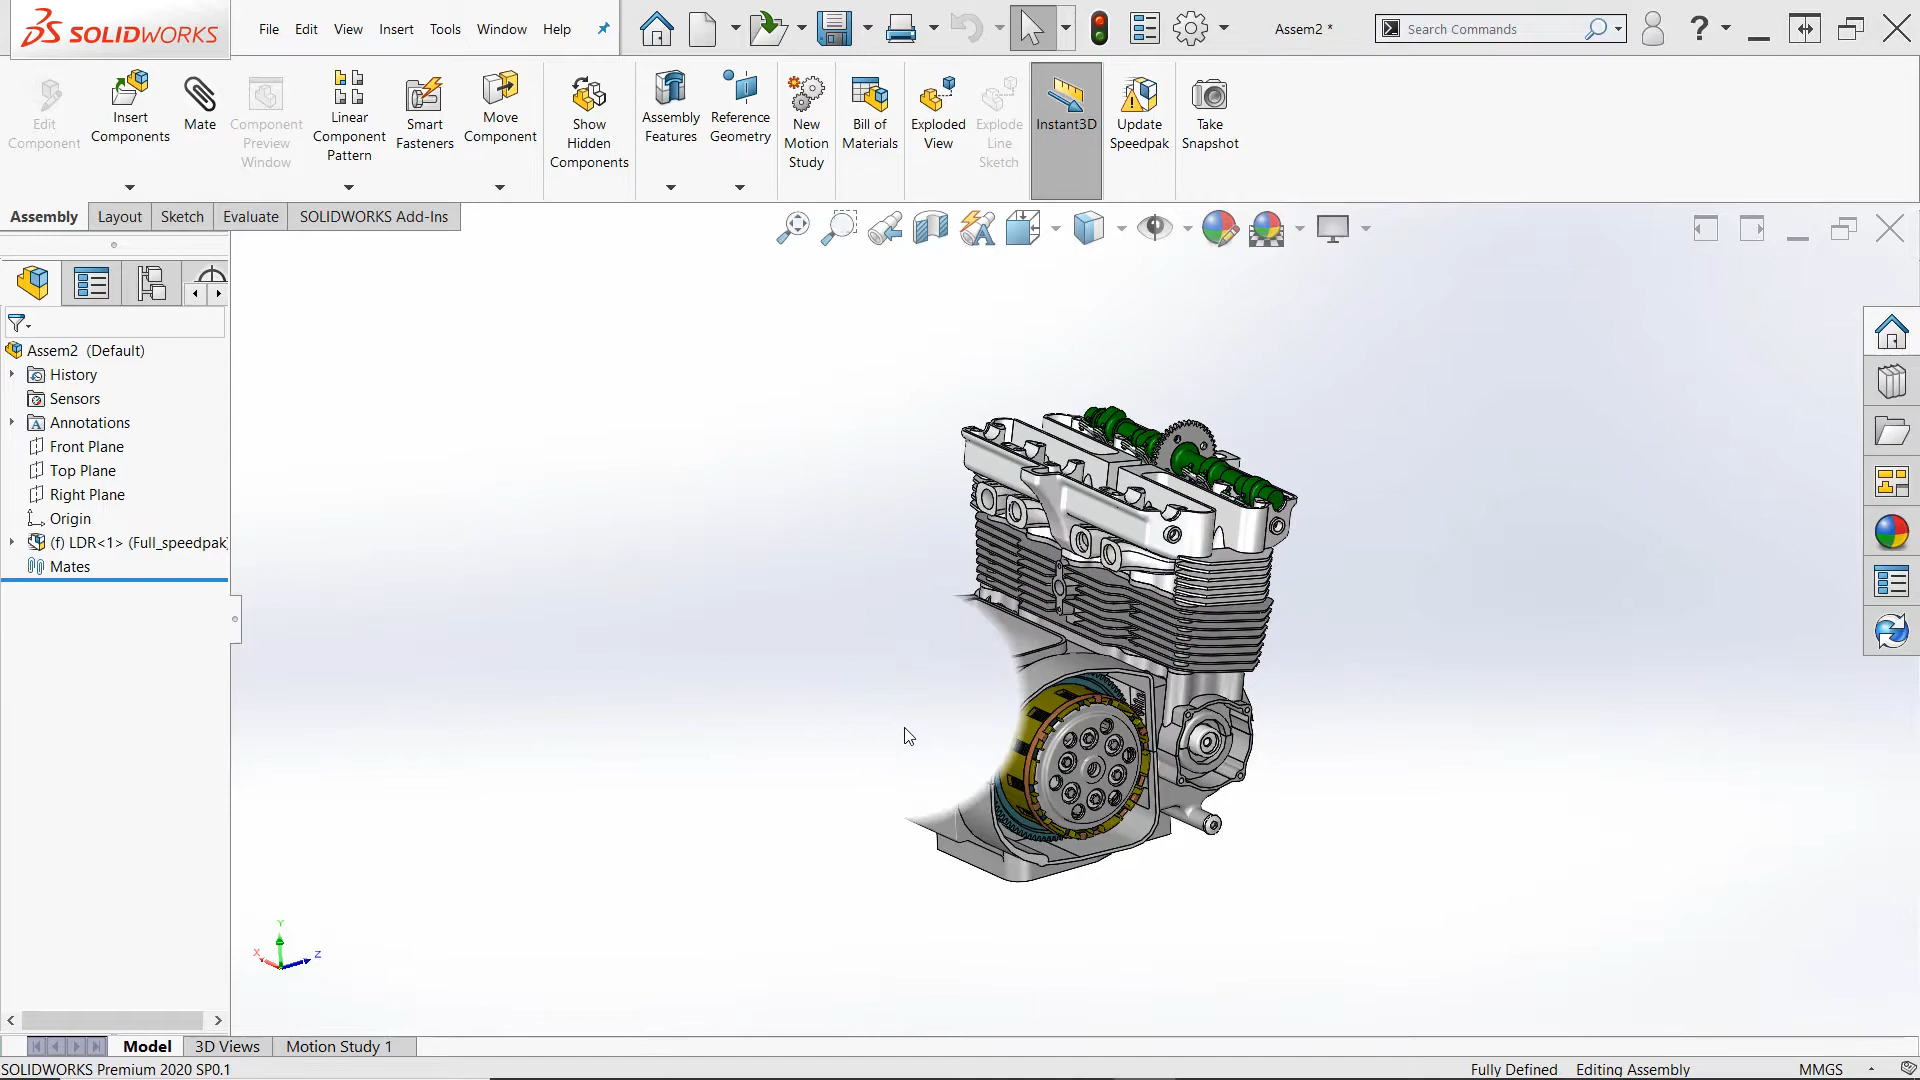 SOLIDWORKS
File Edit View Insert Tools Window Help
Assem2 *
Search Commands
?
Edit Component
Insert Components
Mate
Component Preview Window
Linear Component Pattern
Smart Fasteners
Move Component
Show Hidden Components
Assembly Features
Reference Geometry
New Motion Study
Bill of Materials
Exploded View
Explode Line Sketch
Instant3D
Update Speedpak
Take Snapshot
Assembly Layout Sketch Evaluate SOLIDWORKS Add-Ins
Assem2 (Default)
History
Sensors
Annotations
Front Plane
Top Plane
Right Plane
Origin
(f) LDR<1> (Full_speedpak
Mates
Y
X
Z
Model 3D Views Motion Study 1
SOLIDWORKS Premium 2020 SP0.1
Fully Defined Editing Assembly MMGS